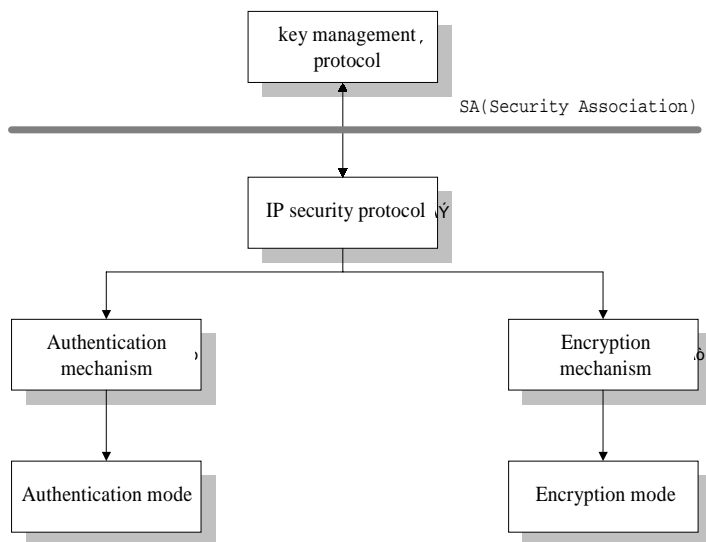 key management
protocol
SA(Security Association)
IP security protocol
Authentication
mechanism
Encryption
mechanism
Authentication mode
Encryption mode